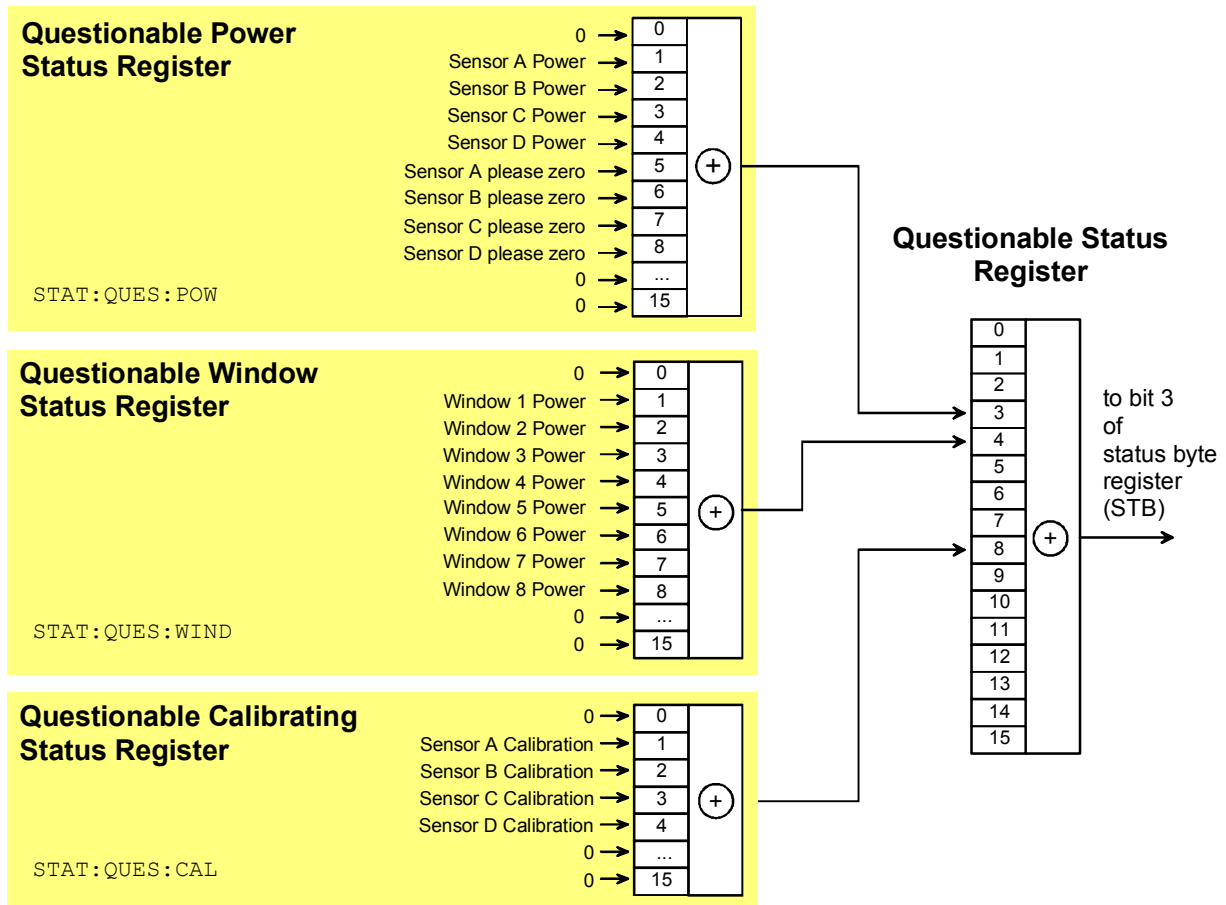 Questionable Power
Status Register
0 0
Sensor A Power 1
Sensor B Power 2
Sensor C Power 3
Sensor D Power 4
Sensor A please zero 5
Sensor B please zero 6
Sensor C please zero 7
Sensor D please zero 8
0 ...
0 15
+
STAT:QUES:POW
Questionable Window
Status Register
0 0
Window 1 Power 1
Window 2 Power 2
Window 3 Power 3
Window 4 Power 4
Window 5 Power 5
Window 6 Power 6
Window 7 Power 7
Window 8 Power 8
0 ...
0 15
+
STAT:QUES:WIND
Questionable Calibrating
Status Register
0 0
Sensor A Calibration 1
Sensor B Calibration 2
Sensor C Calibration 3
Sensor D Calibration 4
0 ...
0 15
+
STAT:QUES:CAL
Questionable Status
Register
0
1
2
3
4
5
6
7
8
9
10
11
12
13
14
15
+
to bit 3
of
status byte
register
(STB)